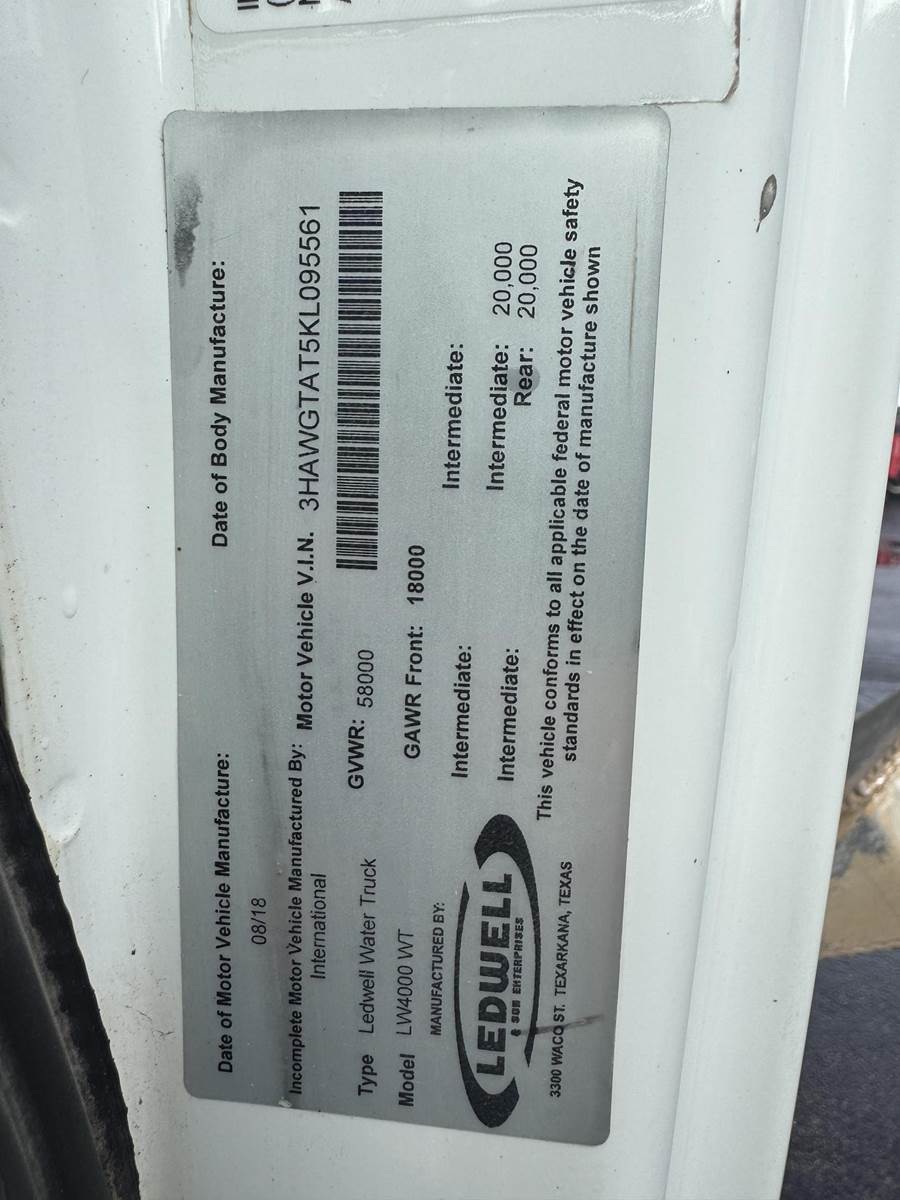 Date of Motor Vehicle Manufacture: Date of Body Manufacture:
08/18
Incomplete Motor Vehicle Manufactured By: Motor Vehicle V.I.N. 3HAWGTAT5KL095561
International
Type Ledwell Water Truck GVWR: 58000
Model LW4000 WT GAWR Front: 18000
MANUFACTURED BY:
Intermediate: Intermediate:
Intermediate: Intermediate: 20,000
Rear: 20,000
LEDWELL
& SON ENTERPRISES
3300 WACO ST. TEXARKANA, TEXAS
This vehicle conforms to all applicable federal motor vehicle safety
standards in effect on the date of manufacture shown